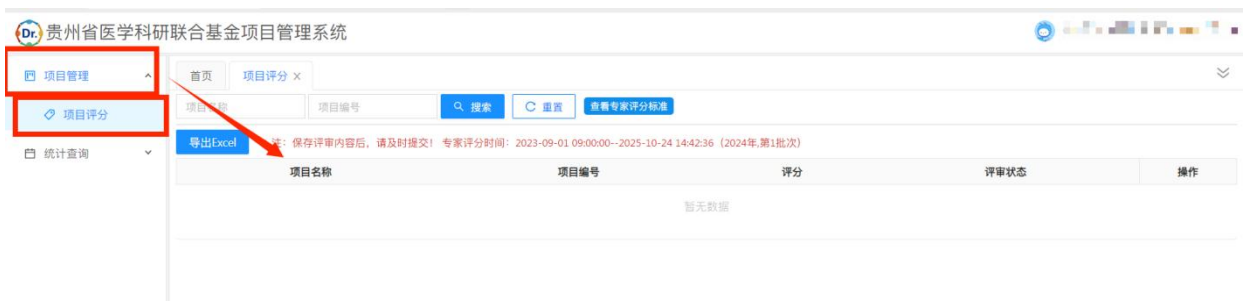 Dr.
贵州省医学科研联合基金项目管理系统
项目管理
项目评分
统计查询
首页 项目评分 ×
项目名称 项目编号 搜索 重置 查看专家评分标准
导出Excel 注：保存评审内容后，请及时提交！ 专家评分时间：2023-09-01 09:00:00--2025-10-24 14:42:36（2024年,第1批次）
项目名称 项目编号 评分 评审状态 操作
暂无数据